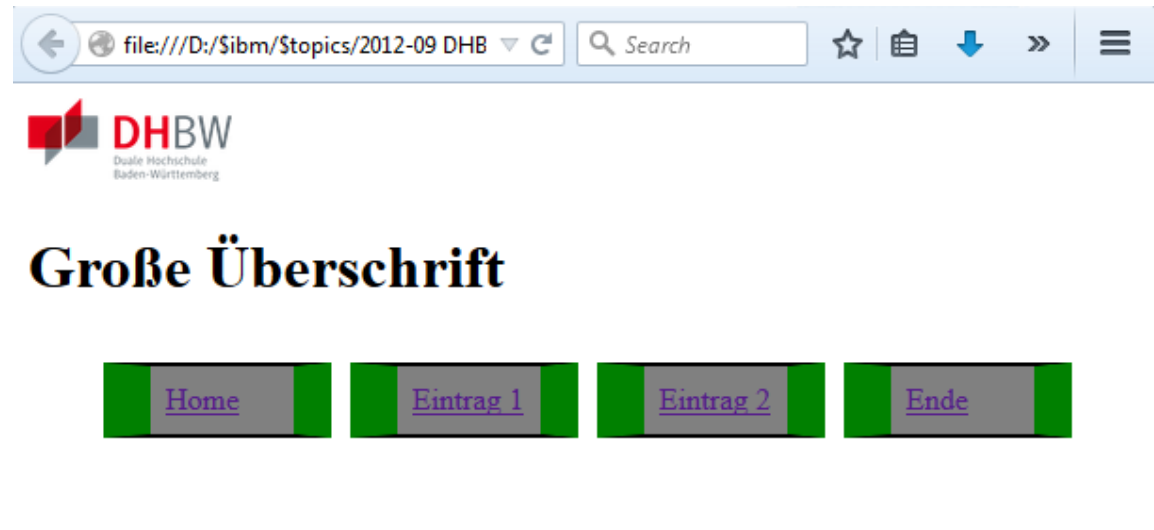 file:///D:/$ibm/$topics/2012-09 DHB
Search
DHBW
Duale Hochschule
Baden-Württemberg
Große Überschrift
Home Eintrag 1 Eintrag 2 Ende